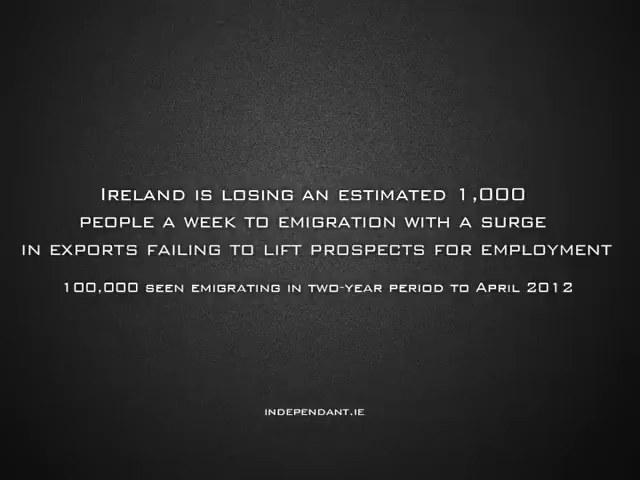 Ireland is losing an estimated 1,000
people a week to emigration with a surge
in exports failing to lift prospects for employment
100,000 seen emigrating in two-year period to April 2012
independant.ie